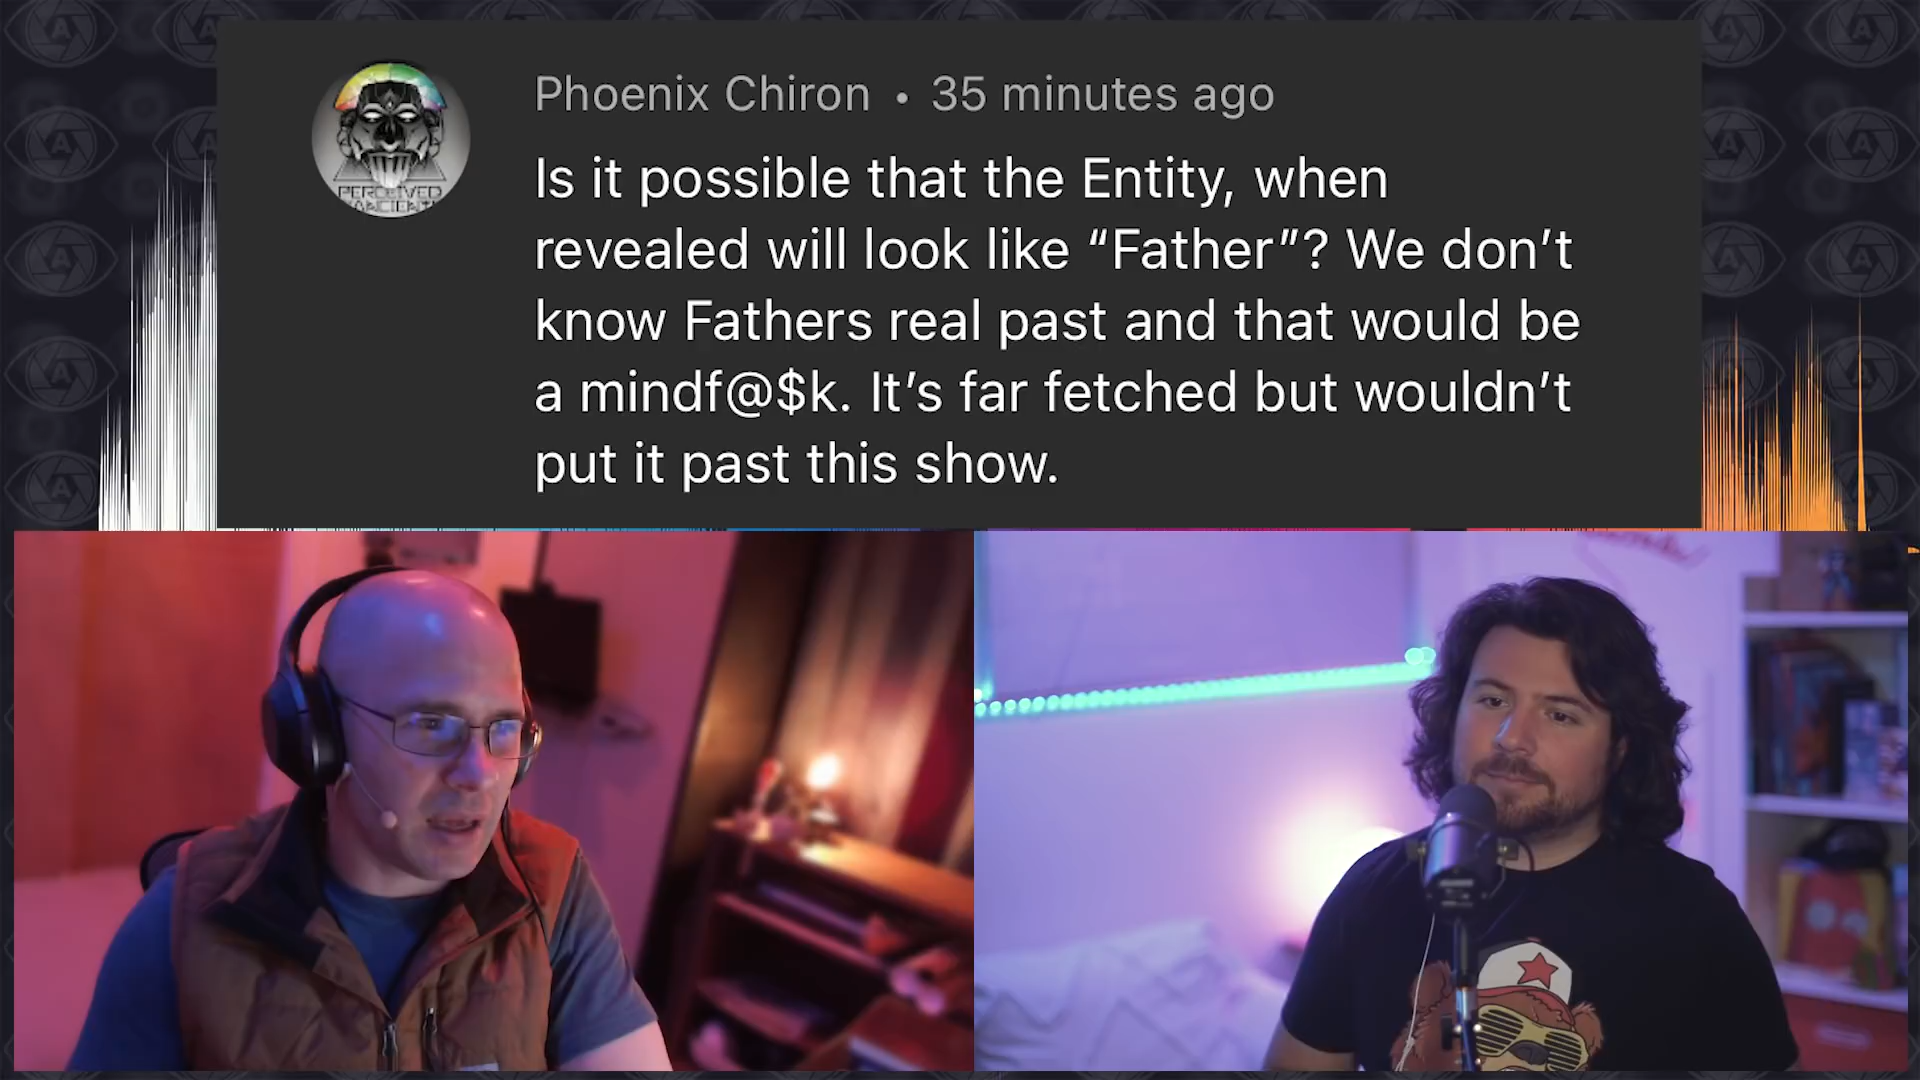 Phoenix Chiron • 35 minutes ago
Is it possible that the Entity, when
revealed will look like “Father”? We don’t
know Fathers real past and that would be
a mindf@$k. It’s far fetched but wouldn’t
put it past this show.
PERCEIVED